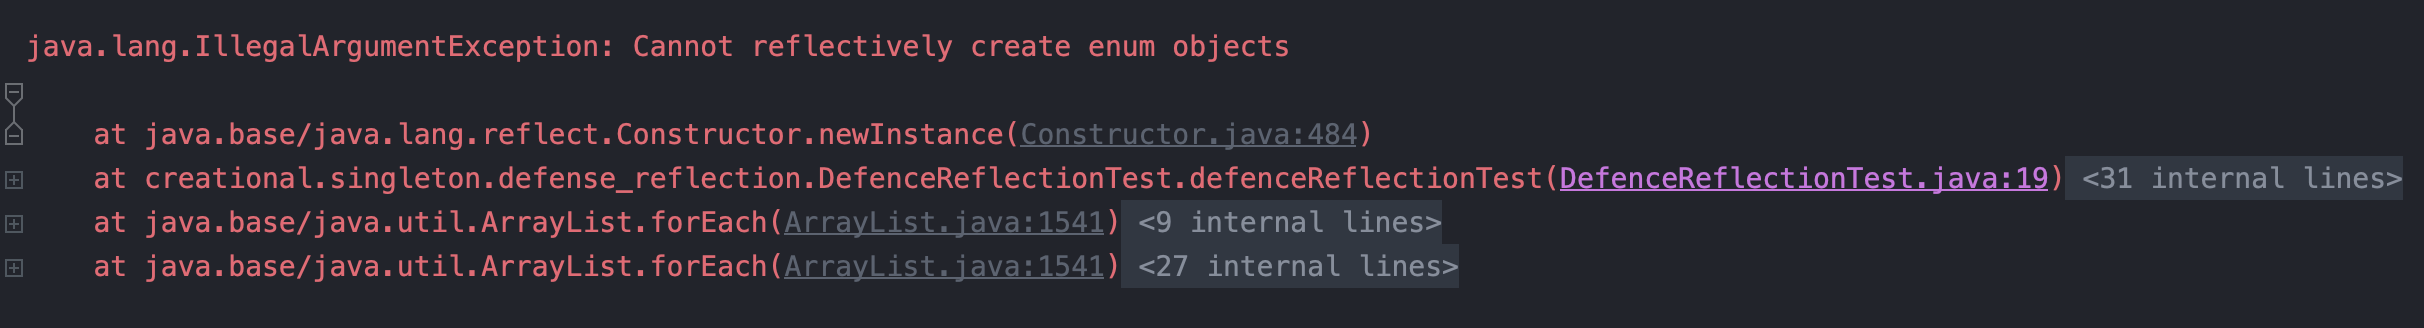 java.lang.IllegalArgumentException: Cannot reflectively create enum objects
at java.base/java.lang.reflect.Constructor.newInstance(Constructor.java:484)
at creational.singleton.defense_reflection.DefenceReflectionTest.defenceReflectionTest(DefenceReflectionTest.java:19) <31 internal lines>
at java.base/java.util.ArrayList.forEach(ArrayList.java:1541) <9 internal lines>
at java.base/java.util.ArrayList.forEach(ArrayList.java:1541) <27 internal lines>